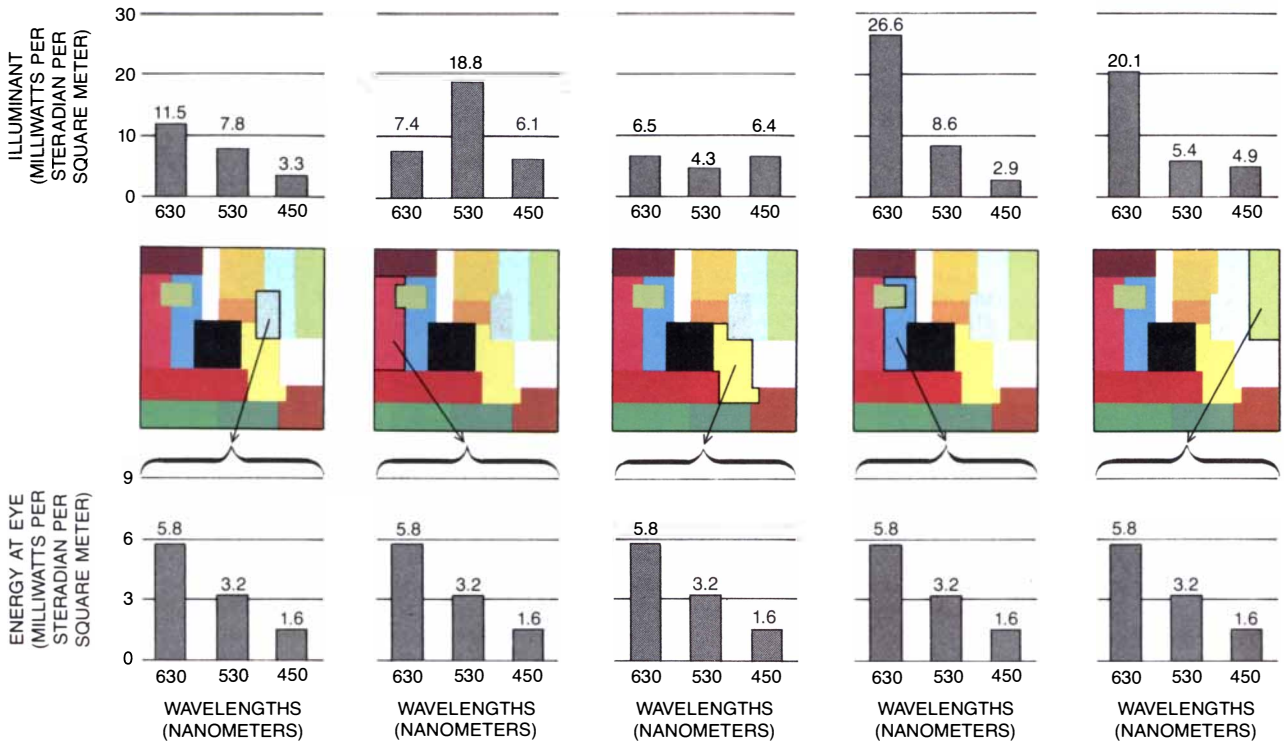 ILLUMINANT
(MILLIWATTS PER
STERADIAN PER
SQUARE METER)
30
20
10
0
11.5
7.8
3.3
630 530 450
7.4
18.8
6.1
630 530 450
6.5
4.3
6.4
630 530 450
26.6
8.6
2.9
630 530 450
20.1
5.4
4.9
630 530 450
ENERGY AT EYE
(MILLIWATTS PER
STERADIAN PER
SQUARE METER)
9
6
3
0
5.8
3.2
1.6
630 530 450
WAVELENGTHS
(NANOMETERS)
5.8
3.2
1.6
630 530 450
WAVELENGTHS
(NANOMETERS)
5.8
3.2
1.6
630 530 450
WAVELENGTHS
(NANOMETERS)
5.8
3.2
1.6
630 530 450
WAVELENGTHS
(NANOMETERS)
5.8
3.2
1.6
630 530 450
WAVELENGTHS
(NANOMETERS)